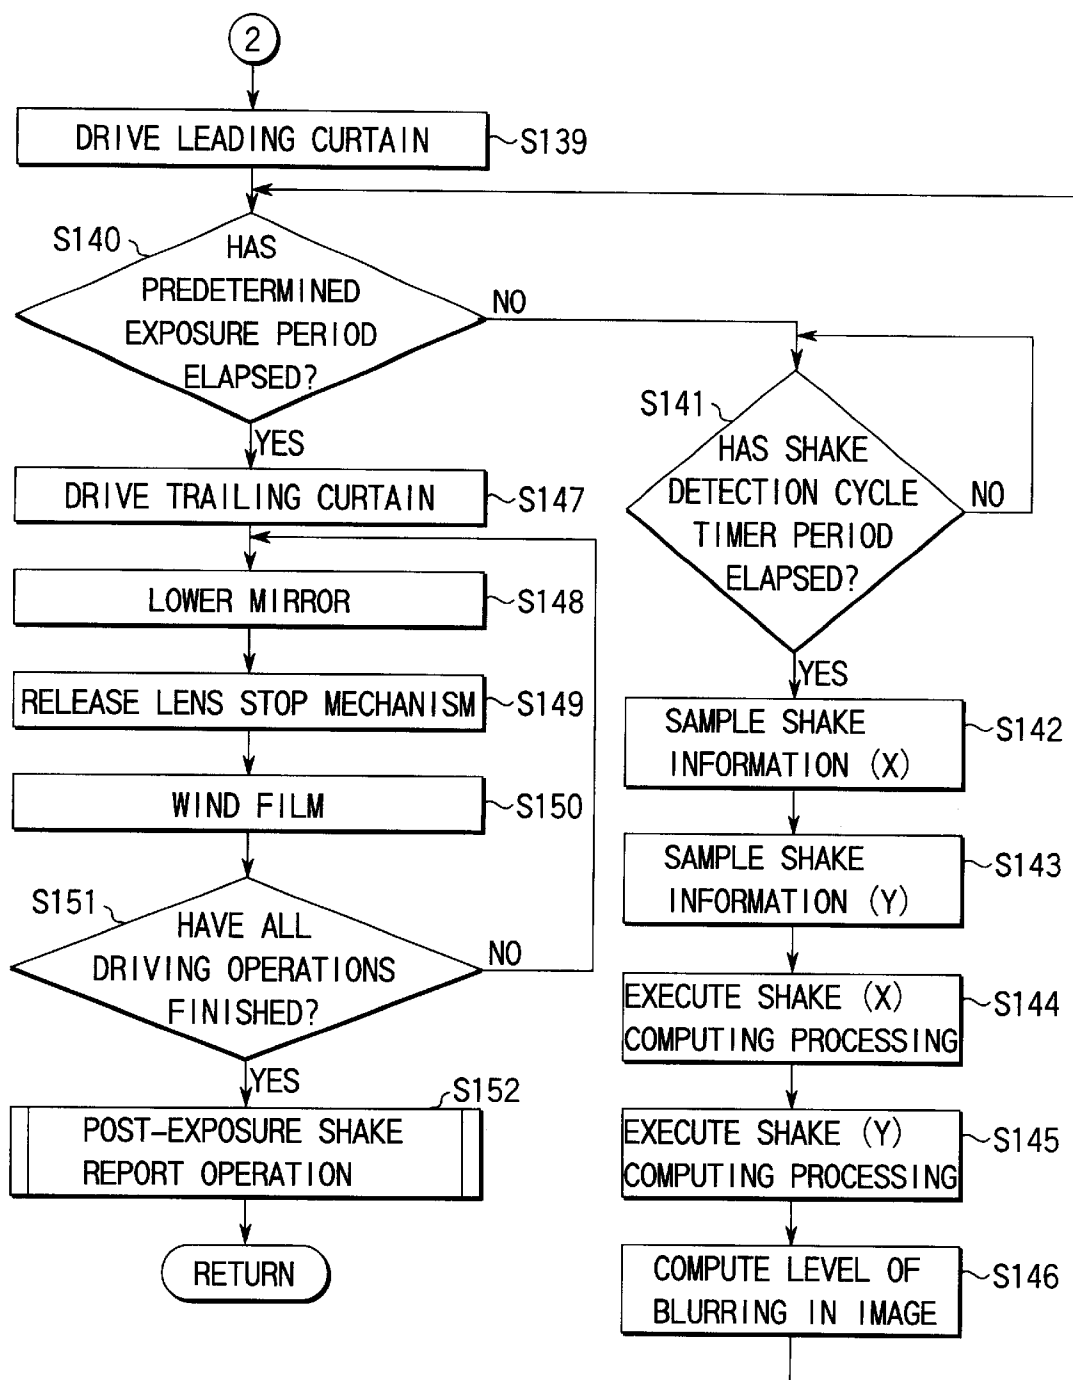 2
DRIVE LEADING CURTAIN
S139
S140
HAS
PREDETERMINED
EXPOSURE PERIOD
ELAPSED?
NO
YES
S141
HAS SHAKE
DETECTION CYCLE
TIMER PERIOD
ELAPSED?
NO
YES
DRIVE TRAILING CURTAIN
S147
LOWER MIRROR
S148
RELEASE LENS STOP MECHANISM
S149
WIND FILM
S150
S151
HAVE ALL
DRIVING OPERATIONS
FINISHED?
NO
YES
S152
POST-EXPOSURE SHAKE
REPORT OPERATION
RETURN
SAMPLE SHAKE
INFORMATION (X)
S142
SAMPLE SHAKE
INFORMATION (Y)
S143
EXECUTE SHAKE (X)
COMPUTING PROCESSING
S144
EXECUTE SHAKE (Y)
COMPUTING PROCESSING
S145
COMPUTE LEVEL OF
BLURRING IN IMAGE
S146